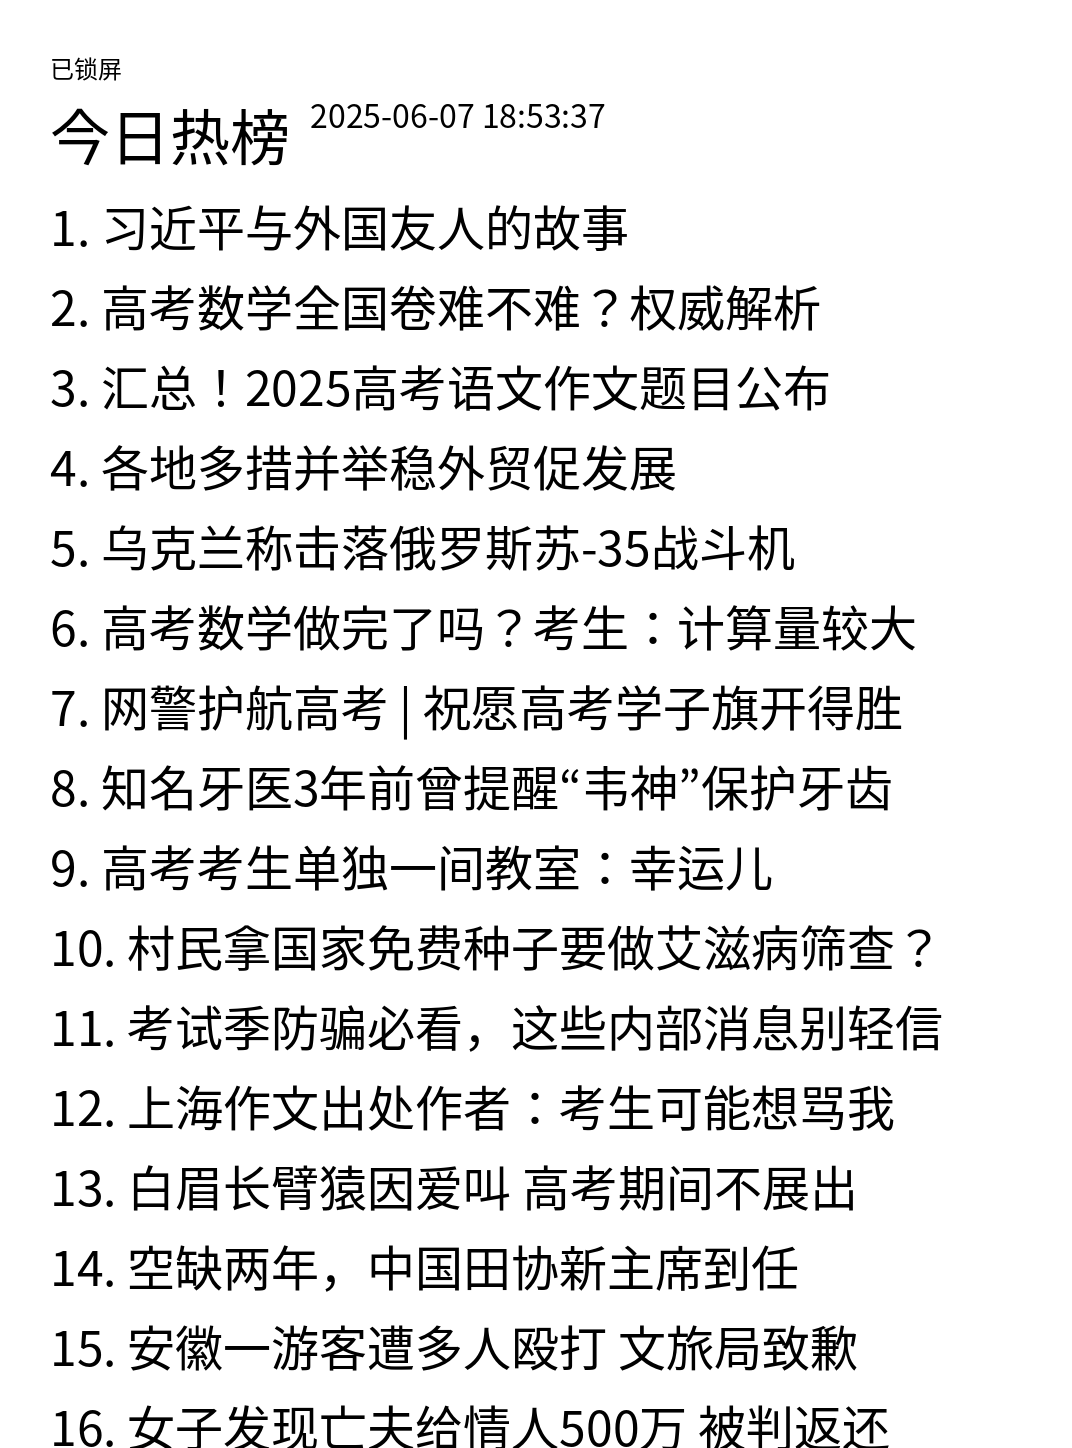 已锁屏
今日热榜 2025-06-07 18:53:37
1. 习近平与外国友人的故事
2. 高考数学全国卷难不难？权威解析
3. 汇总！2025高考语文作文题目公布
4. 各地多措并举稳外贸促发展
5. 乌克兰称击落俄罗斯苏-35战斗机
6. 高考数学做完了吗？考生：计算量较大
7. 网警护航高考 | 祝愿高考学子旗开得胜
8. 知名牙医3年前曾提醒“韦神”保护牙齿
9. 高考考生单独一间教室：幸运儿
10. 村民拿国家免费种子要做艾滋病筛查？
11. 考试季防骗必看，这些内部消息别轻信
12. 上海作文出处作者：考生可能想骂我
13. 白眉长臂猿因爱叫 高考期间不展出
14. 空缺两年，中国田协新主席到任
15. 安徽一游客遭多人殴打 文旅局致歉
16. 女子发现亡夫给情人500万 被判返还